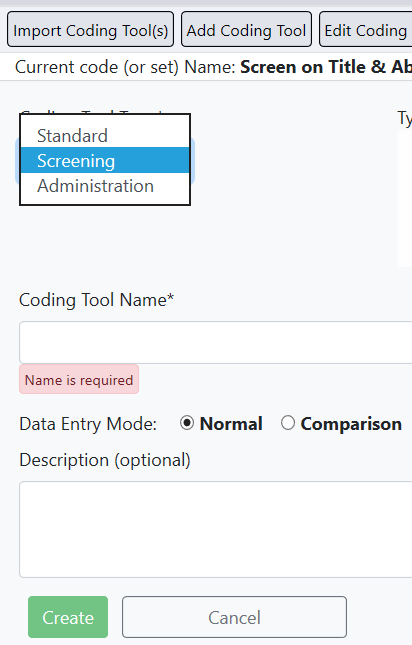 Import Coding Tool(s) Add Coding Tool Edit Coding
Current code (or set) Name: Screen on Title & Ab
Ty
Standard
Screening
Administration
Coding Tool Name*
Name is required
Data Entry Mode: Normal Comparison
Description (optional)
Create Cancel